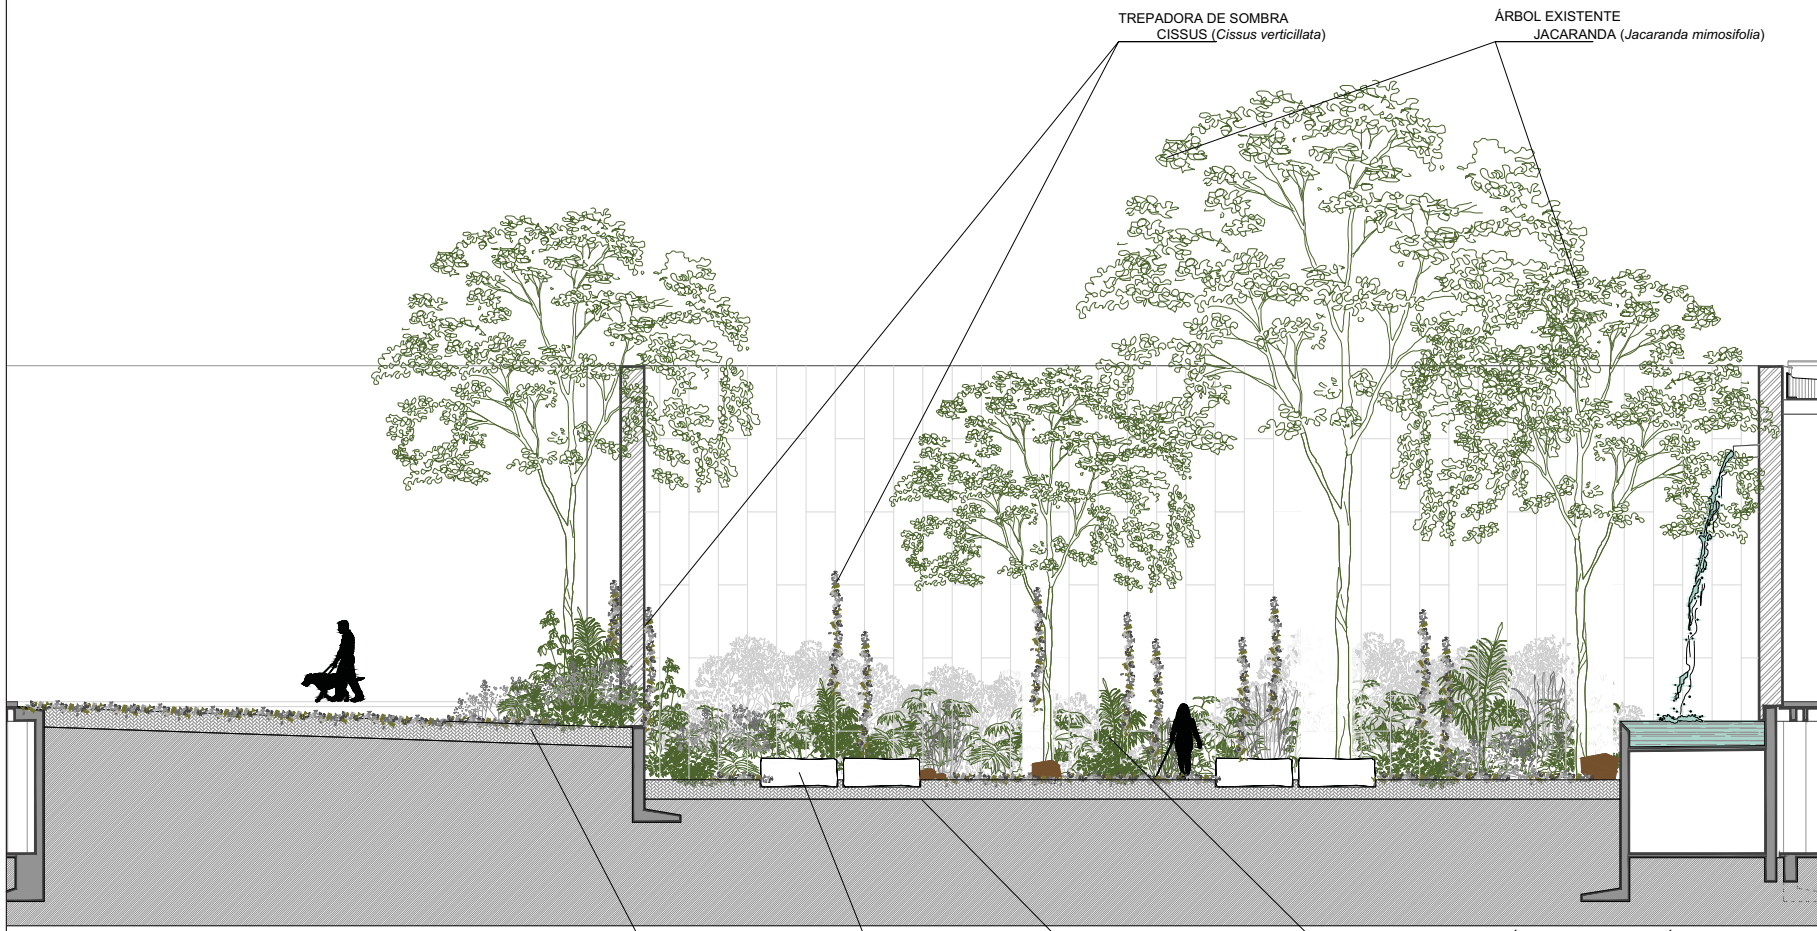 TREPADORA DE SOMBRA
CISSUS (Cissus verticillata)
ÁRBOL EXISTENTE
JACARANDA (Jacaranda mimosifolia)